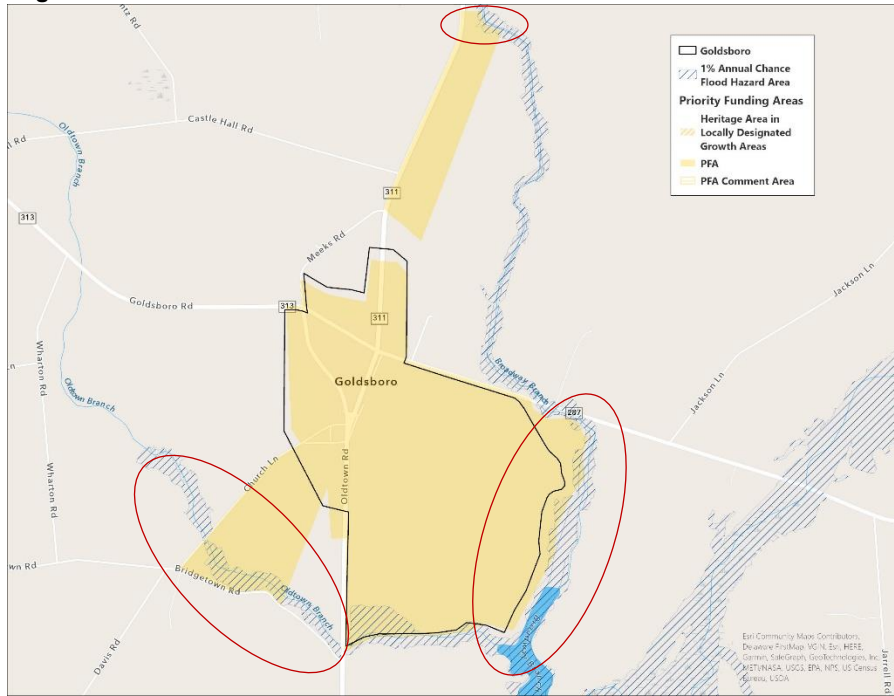 Goldsboro
1% Annual Chance
Flood Hazard Area
Priority Funding Areas
Heritage Area in
Locally Designated
Growth Areas
PFA
PFA Comment Area
Oldtown Branch
Castle Hall Rd
311
313
Meeks Rd
Goldsboro Rd
313
311
Jackson Ln
Wharton Rd
Goldsboro
Broadway Branch
Jackson Ln
287
Oldtown Branch
Church Ln
Oldtown Rd
Wharton Rd
Bridgetown Rd
Oldtown Branch
Davis Rd
Branch
Jarrell Rd
Esri Community Maps Contributors,
Delaware FirstMap, VGIN, Esri, HERE,
Garmin, SafeGraph, GeoTechnologies, Inc,
METI/NASA, USGS, EPA, NPS, US Census
Bureau, USDA